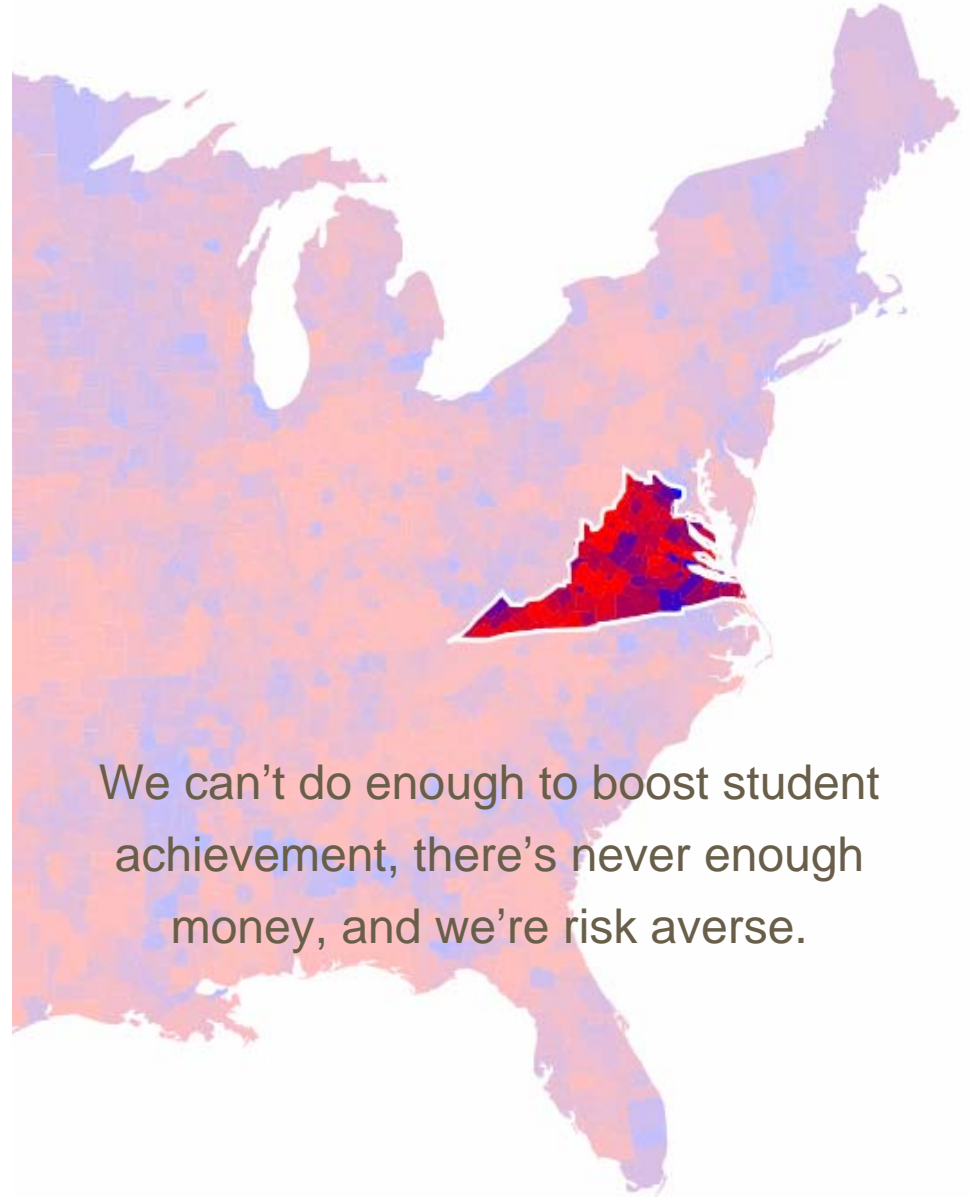 We can’t do enough to boost student
achievement, there’s never enough
money, and we’re risk averse.